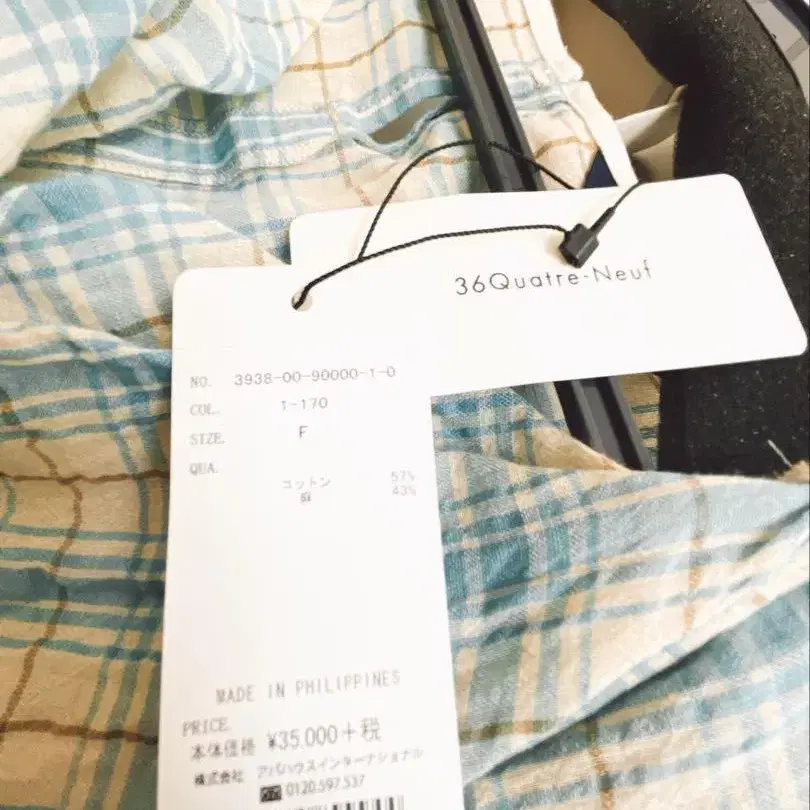 36Quatre-Neuf
NO. 3938-00-90000-1-0
COL. 1-170
SIZE. F
QUA.
コットン 57%
麻 43%
MADE IN PHILIPPINES
PRICE.
本体価格 ¥35,000+税
株式会社 アバハウスインターナショナル
0120.597.537